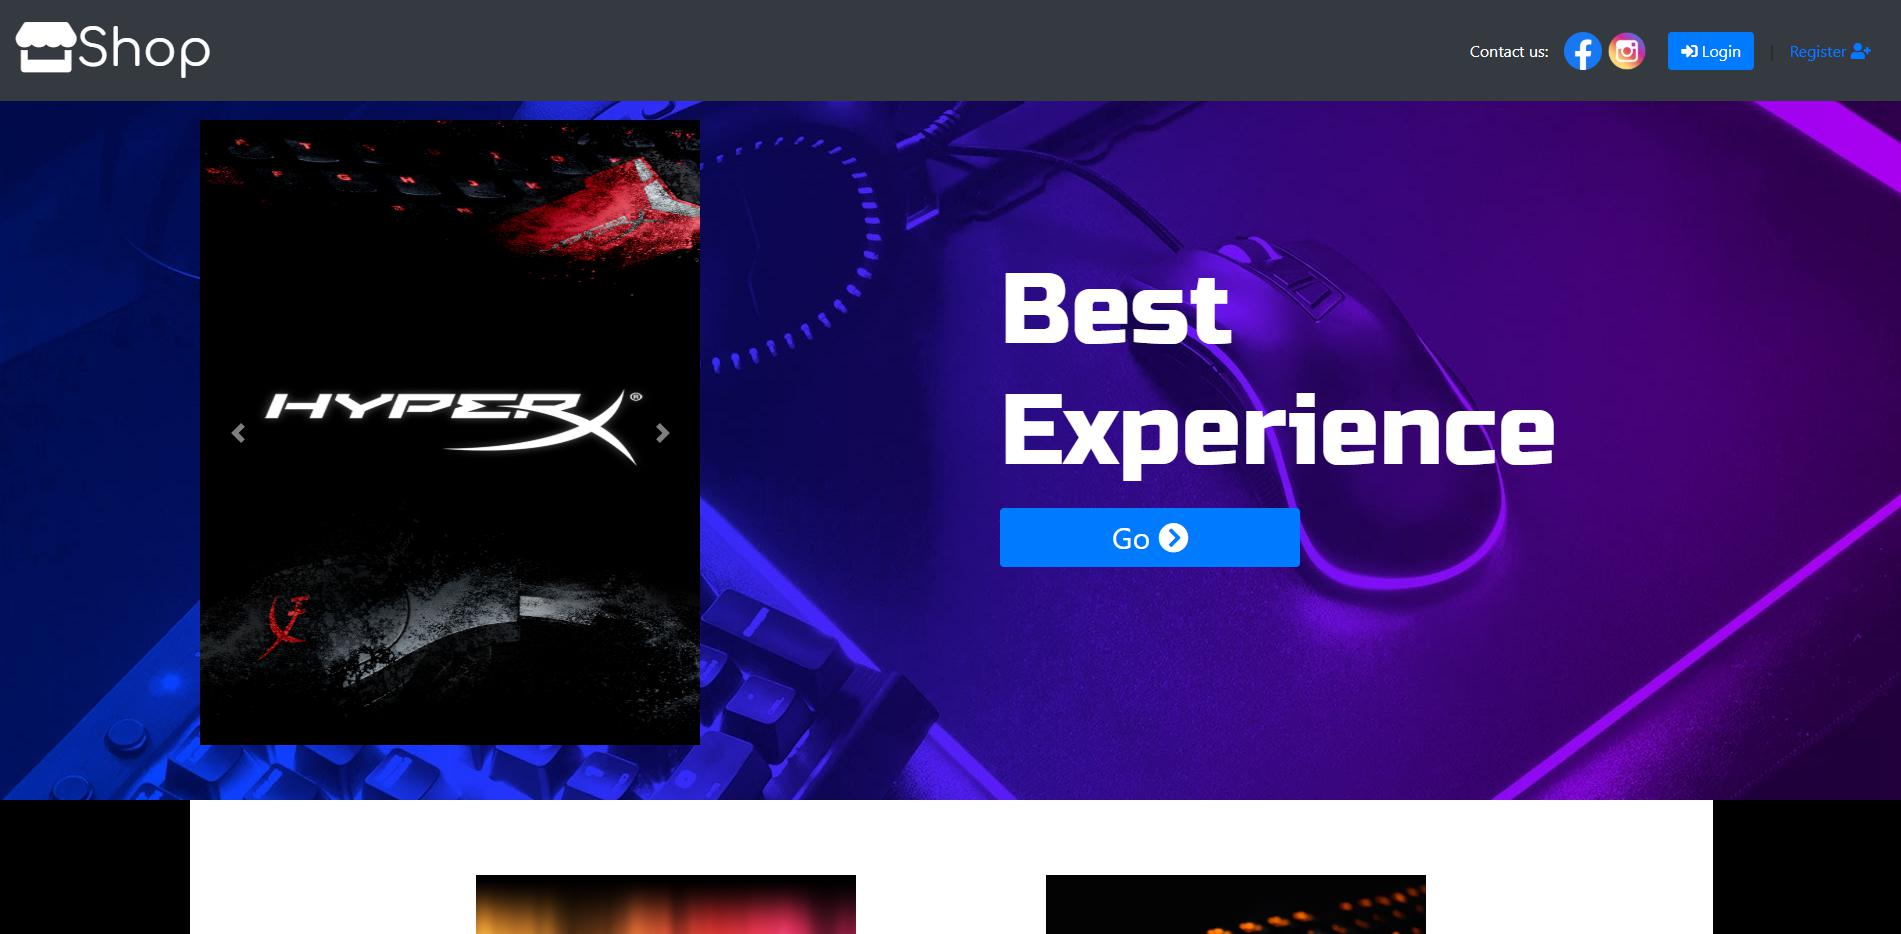 Shop
Contact us:
Login
|
Register
HYPERX®
Best
Experience
Go